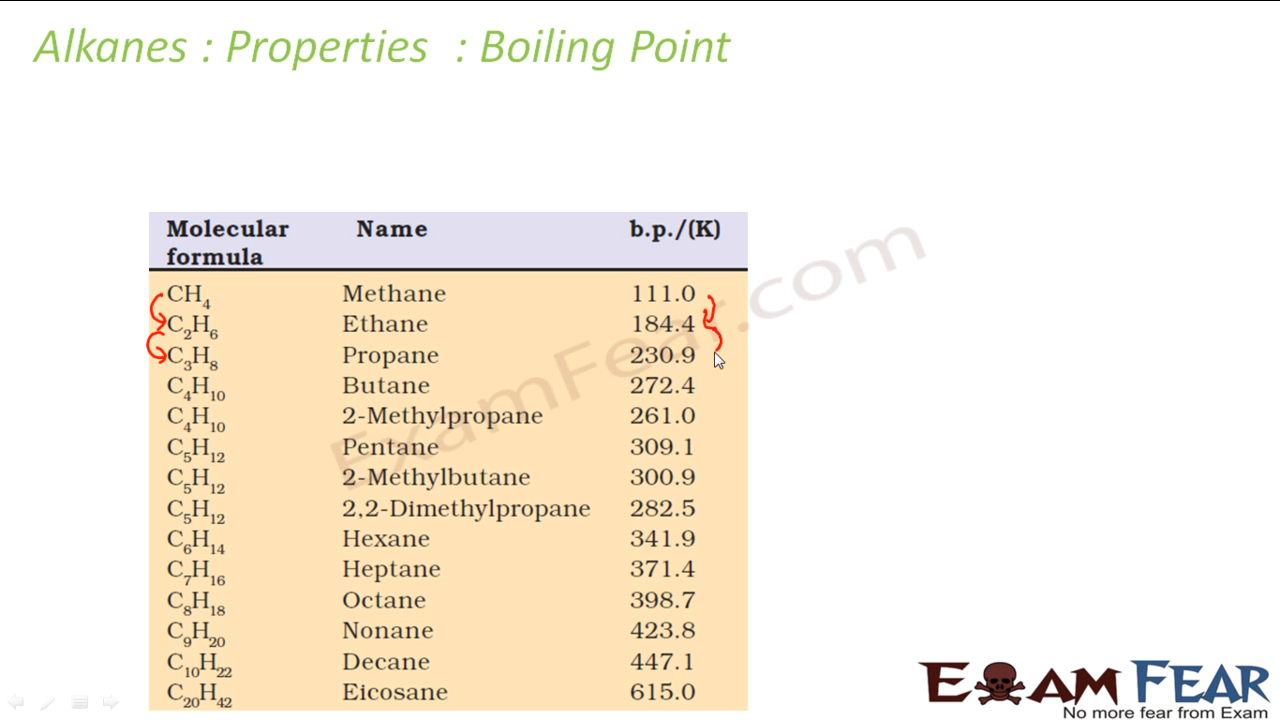 Alkanes : Properties : Boiling Point
Molecular formula Name b.p./(K)
CH₄ Methane 111.0
C₂H₆ Ethane 184.4
C₃H₈ Propane 230.9
C₄H₁₀ Butane 272.4
C₄H₁₀ 2-Methylpropane 261.0
C₅H₁₂ Pentane 309.1
C₅H₁₂ 2-Methylbutane 300.9
C₅H₁₂ 2,2-Dimethylpropane 282.5
C₆H₁₄ Hexane 341.9
C₇H₁₆ Heptane 371.4
C₈H₁₈ Octane 398.7
C₉H₂₀ Nonane 423.8
C₁₀H₂₂ Decane 447.1
C₂₀H₄₂ Eicosane 615.0
ExamFear.com
EXAM FEAR
No more fear from Exam